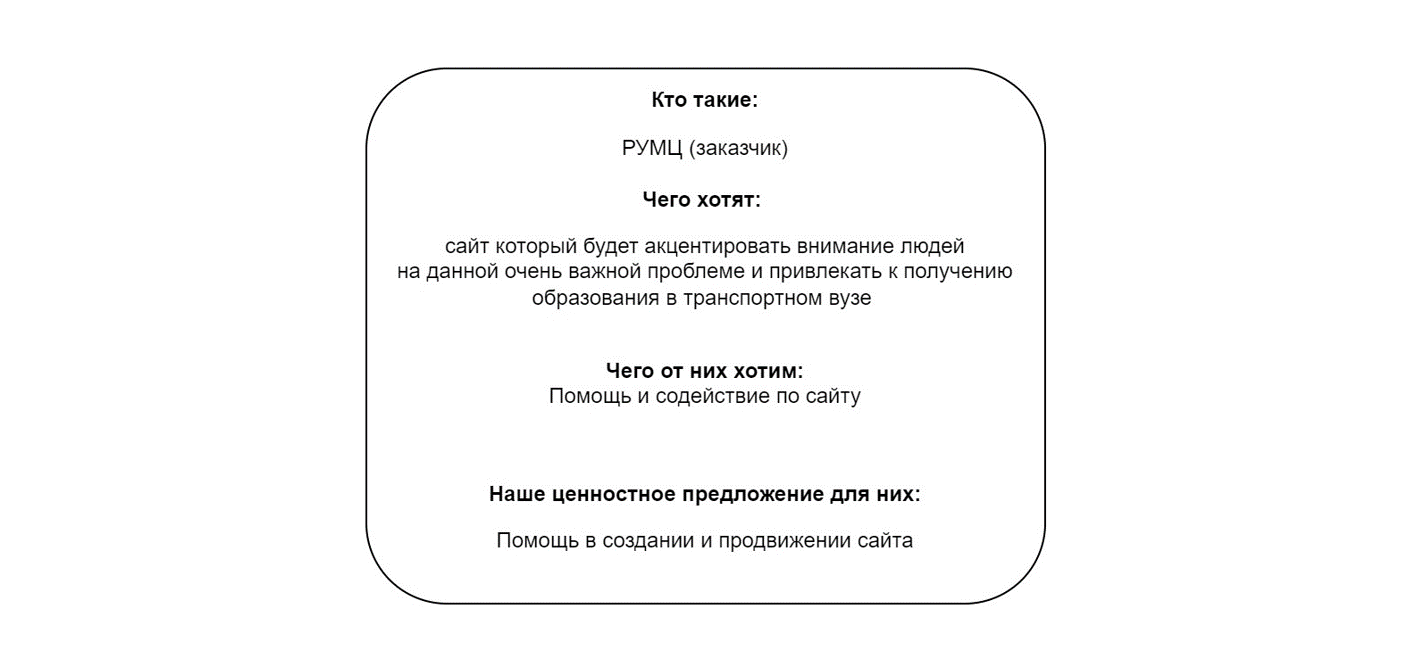 Кто такие:
РУМЦ (заказчик)
Чего хотят:
сайт который будет акцентировать внимание людей
на данной очень важной проблеме и привлекать к получению
образования в транспортном вузе
Чего от них хотим:
Помощь и содействие по сайту
Наше ценностное предложение для них:
Помощь в создании и продвижении сайта